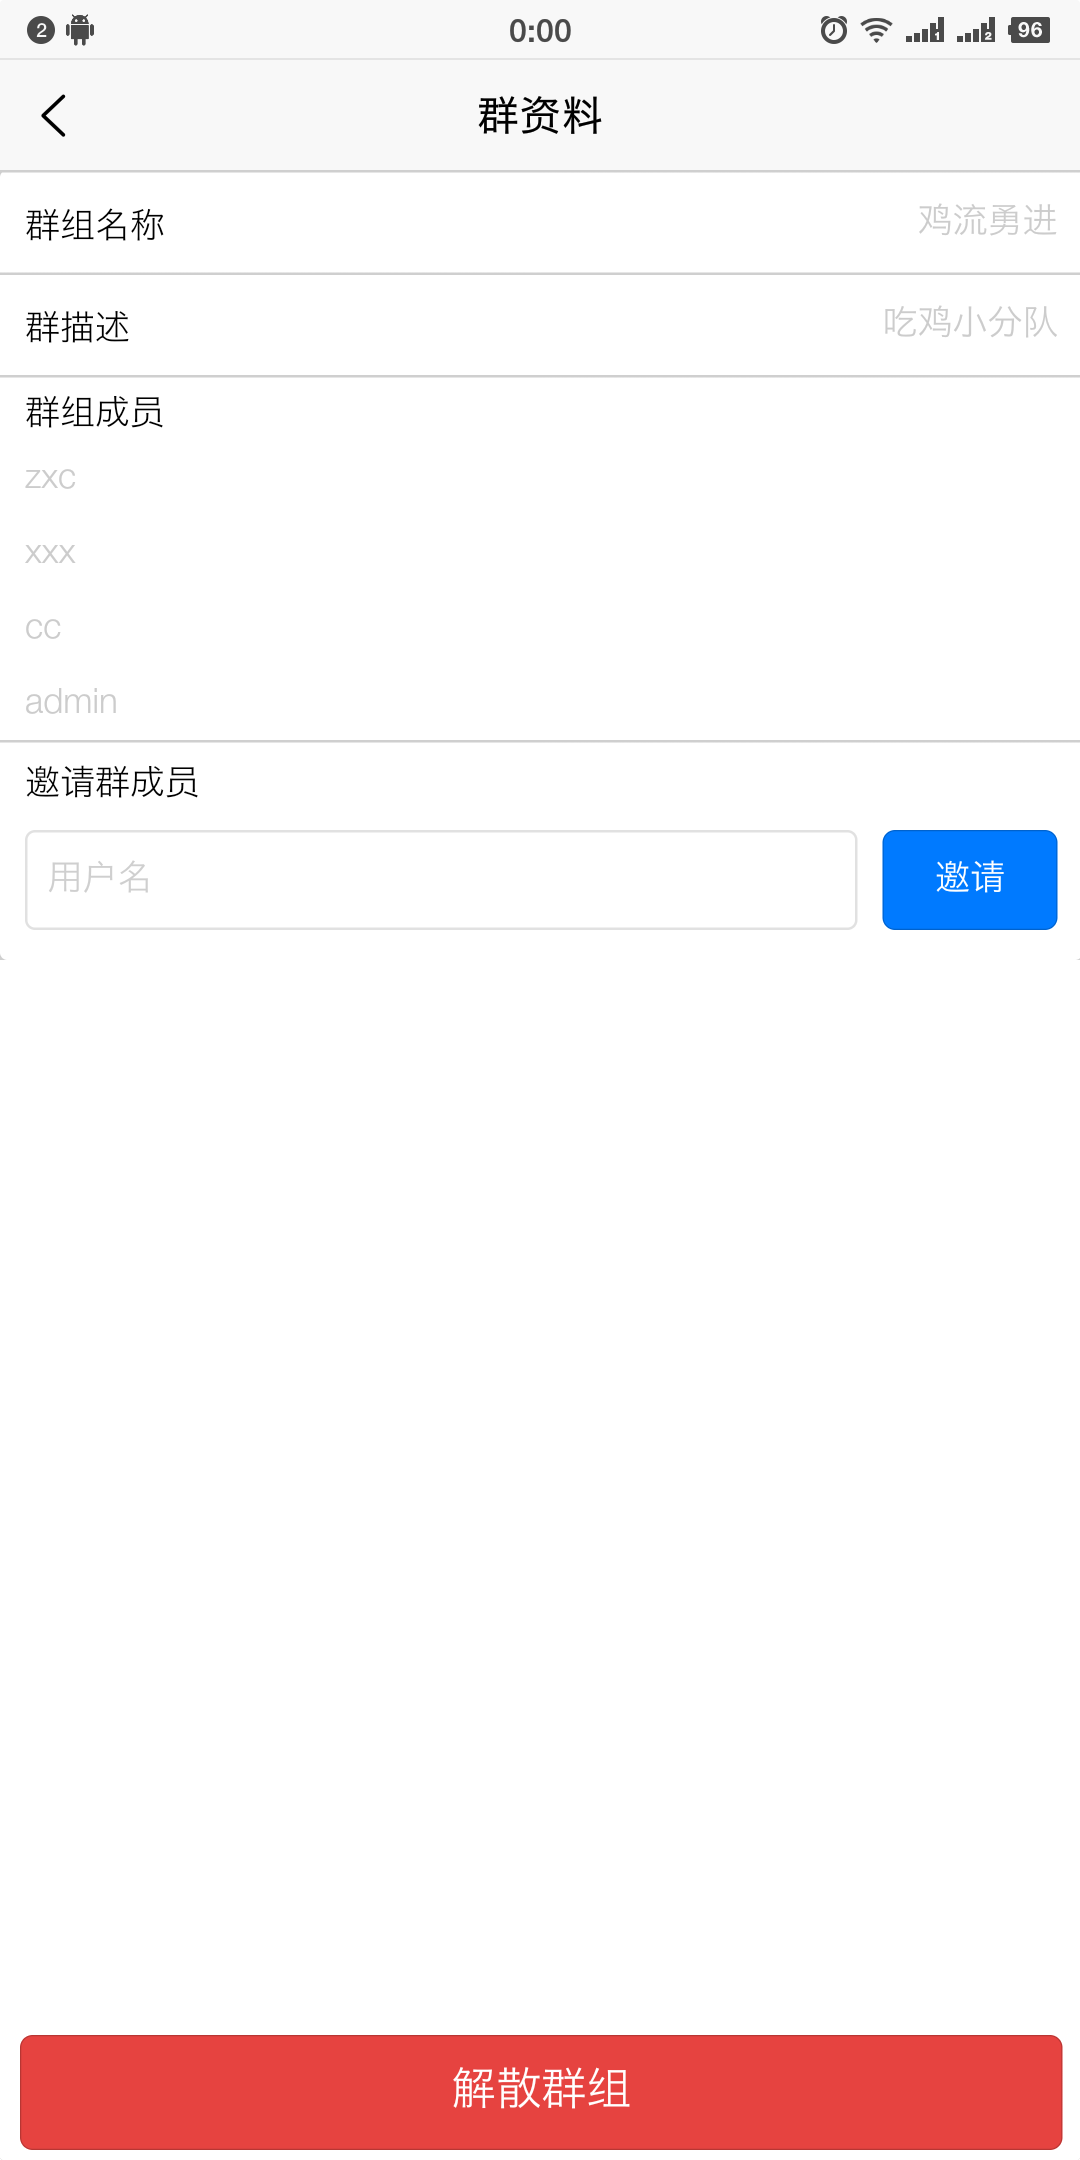 2 0:00 1 2 96
群资料
群组名称 鸡流勇进
群描述 吃鸡小分队
群组成员
zxc
xxx
cc
admin
邀请群成员
用户名 邀请
解散群组